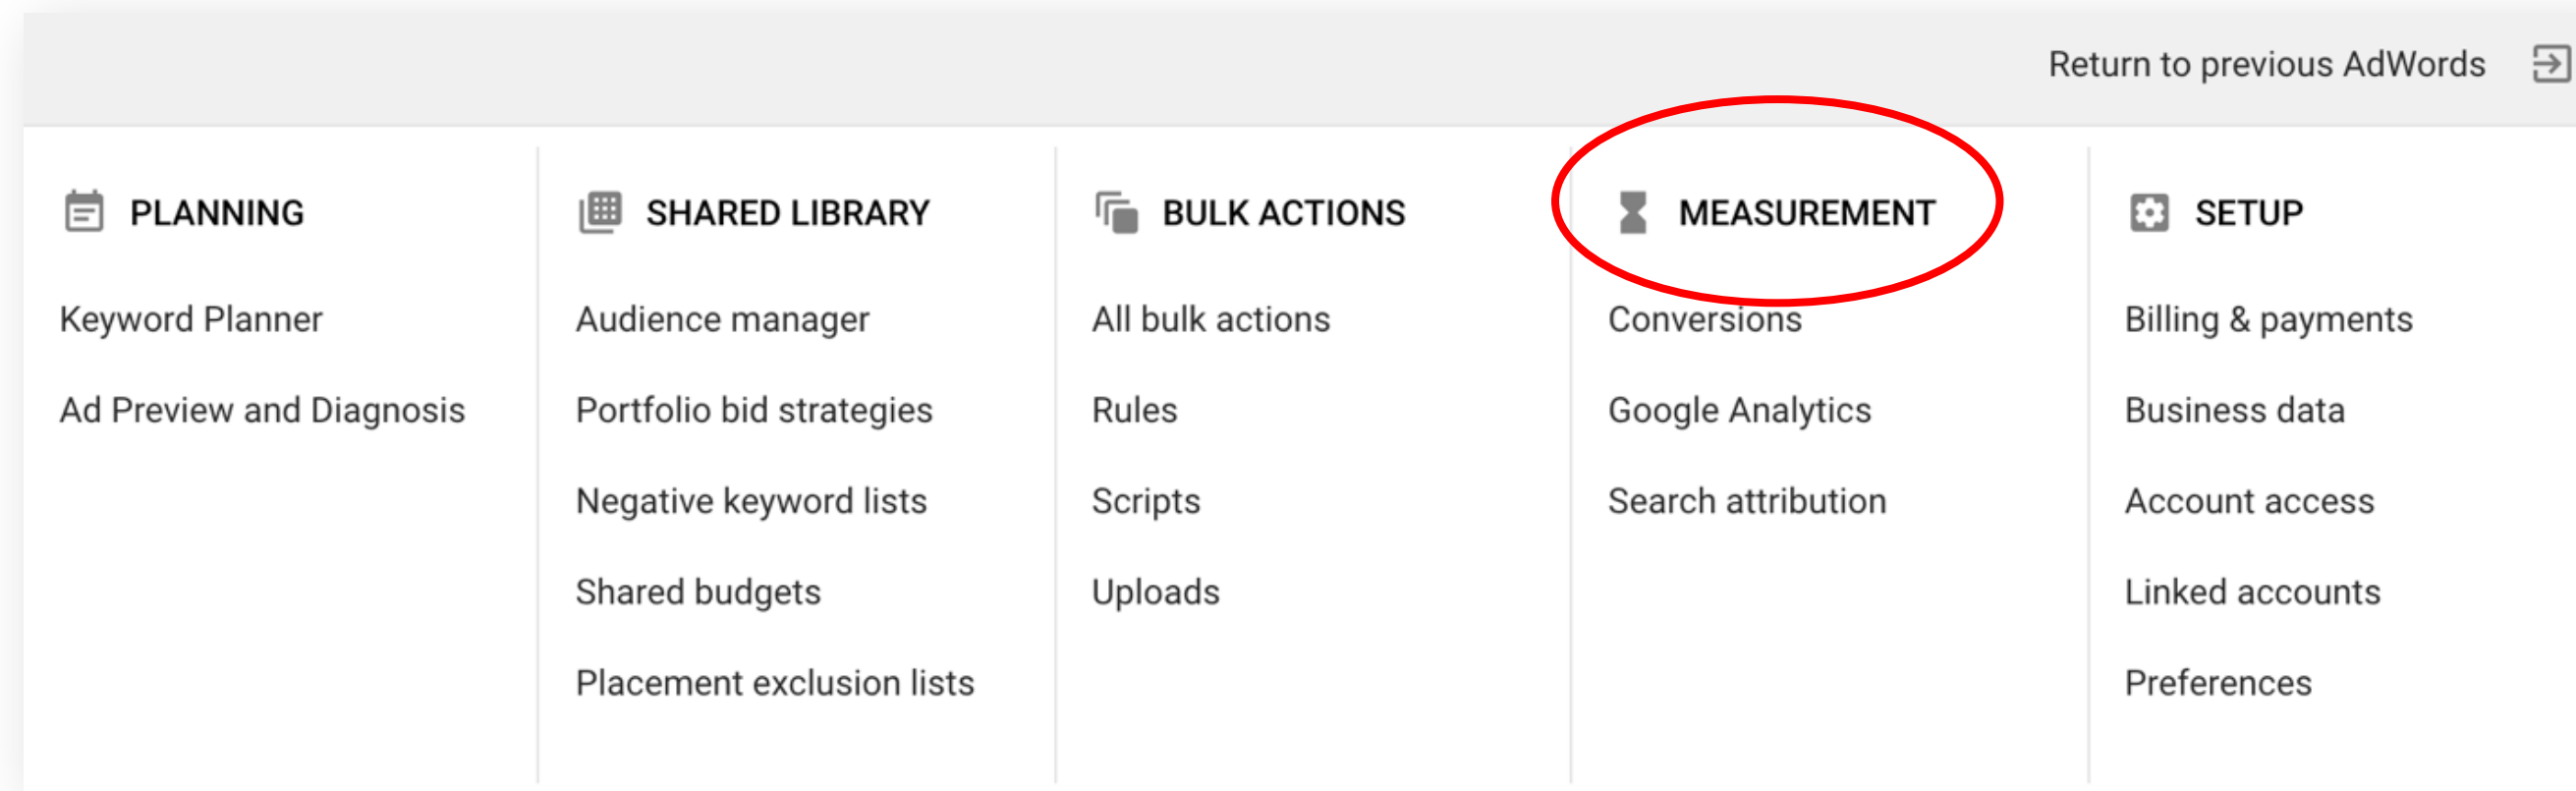 Return to previous AdWords
PLANNING
Keyword Planner
Ad Preview and Diagnosis
SHARED LIBRARY
Audience manager
Portfolio bid strategies
Negative keyword lists
Shared budgets
Placement exclusion lists
BULK ACTIONS
All bulk actions
Rules
Scripts
Uploads
MEASUREMENT
Conversions
Google Analytics
Search attribution
SETUP
Billing & payments
Business data
Account access
Linked accounts
Preferences